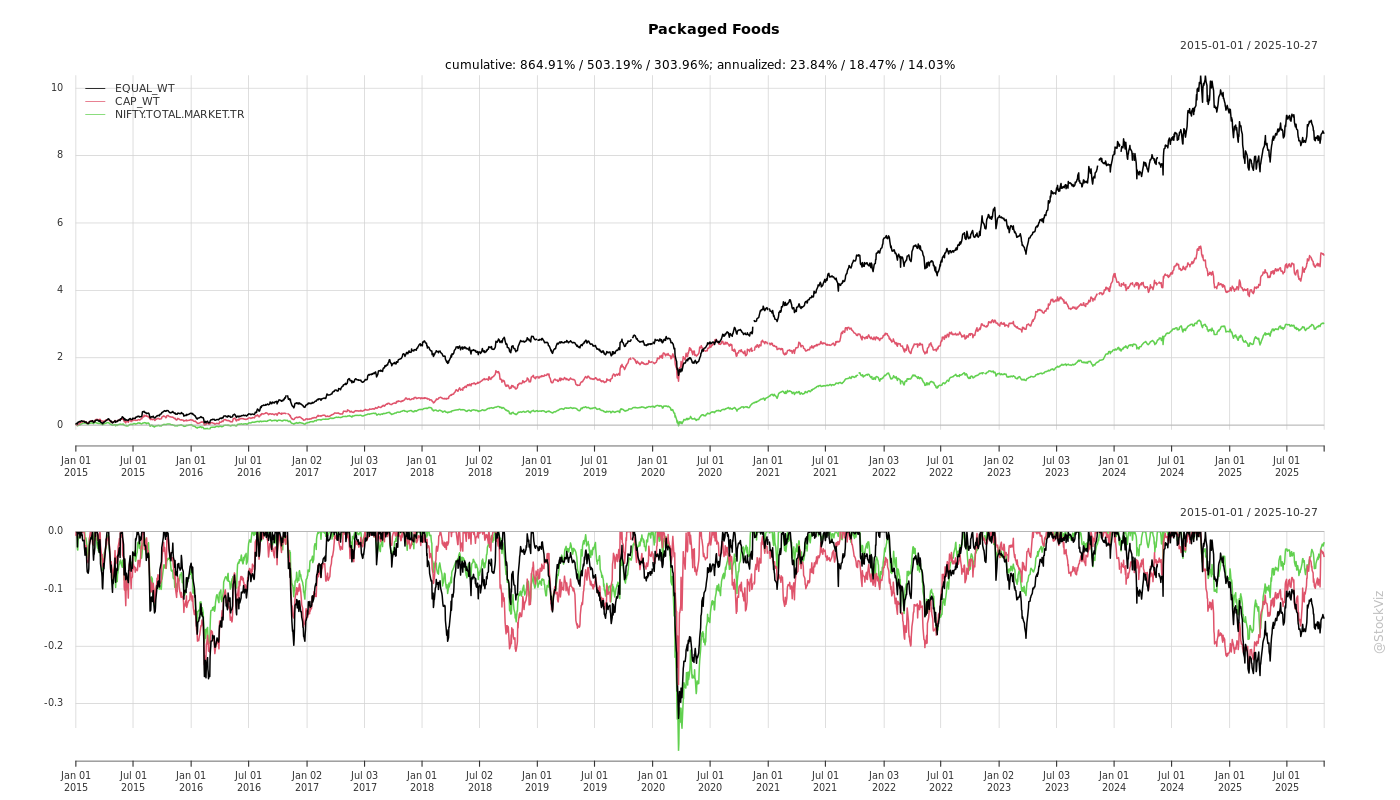 Packaged Foods
2015-01-01 / 2025-10-27
cumulative: 864.91% / 503.19% / 303.96%; annualized: 23.84% / 18.47% / 14.03%
EQUAL_WT
CAP_WT
NIFTY.TOTAL.MARKET.TR
10
8
6
4
2
0
Jan 01 Jul 01 Jan 01 Jul 01 Jan 02 Jul 03 Jan 01 Jul 02 Jan 01 Jul 01 Jan 01 Jul 01 Jan 01 Jul 01 Jan 03 Jul 01 Jan 02 Jul 03 Jan 01 Jul 01 Jan 01 Jul 01
2015 2015 2016 2016 2017 2017 2018 2018 2019 2019 2020 2020 2021 2021 2022 2022 2023 2023 2024 2024 2025 2025
2015-01-01 / 2025-10-27
0.0
-0.1
-0.2
-0.3
Jan 01 Jul 01 Jan 01 Jul 01 Jan 02 Jul 03 Jan 01 Jul 02 Jan 01 Jul 01 Jan 01 Jul 01 Jan 01 Jul 01 Jan 03 Jul 01 Jan 02 Jul 03 Jan 01 Jul 01 Jan 01 Jul 01
2015 2015 2016 2016 2017 2017 2018 2018 2019 2019 2020 2020 2021 2021 2022 2022 2023 2023 2024 2024 2025 2025
@StockViz